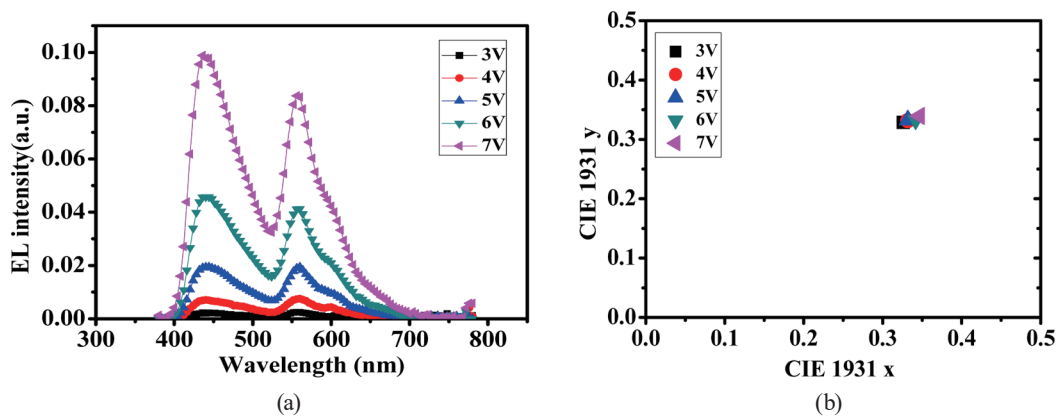 0.10
0.08
0.06
0.04
0.02
0.00
EL intensity(a.u.)
300 400 500 600 700 800
Wavelength (nm)
3V
4V
5V
6V
7V
(a)
0.5
0.4
0.3
0.2
0.1
0.0
CIE 1931 y
0.0 0.1 0.2 0.3 0.4 0.5
CIE 1931 x
3V
4V
5V
6V
7V
(b)